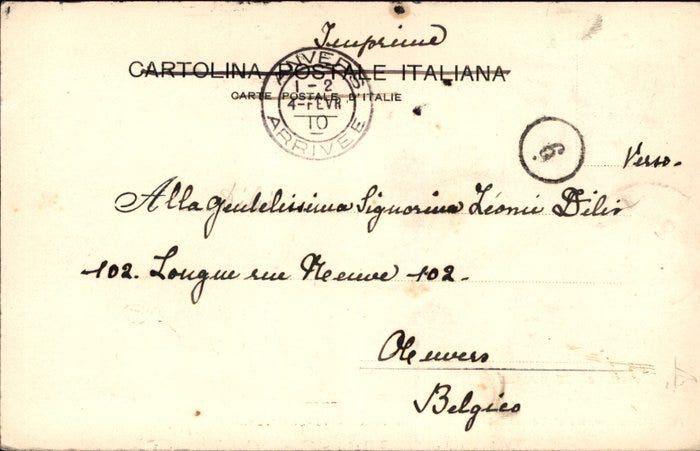 Imprimé
CARTOLINA POSTALE ITALIANA
CARTE POSTALE D'ITALIE
ANVERS
1-2
4-FEVR
10
ARRIVEE
6.
Verso-
Alla gentilissima Signorina Léonie Dilis
102. Longue rue Neuve 102-
Anvers
Belgico